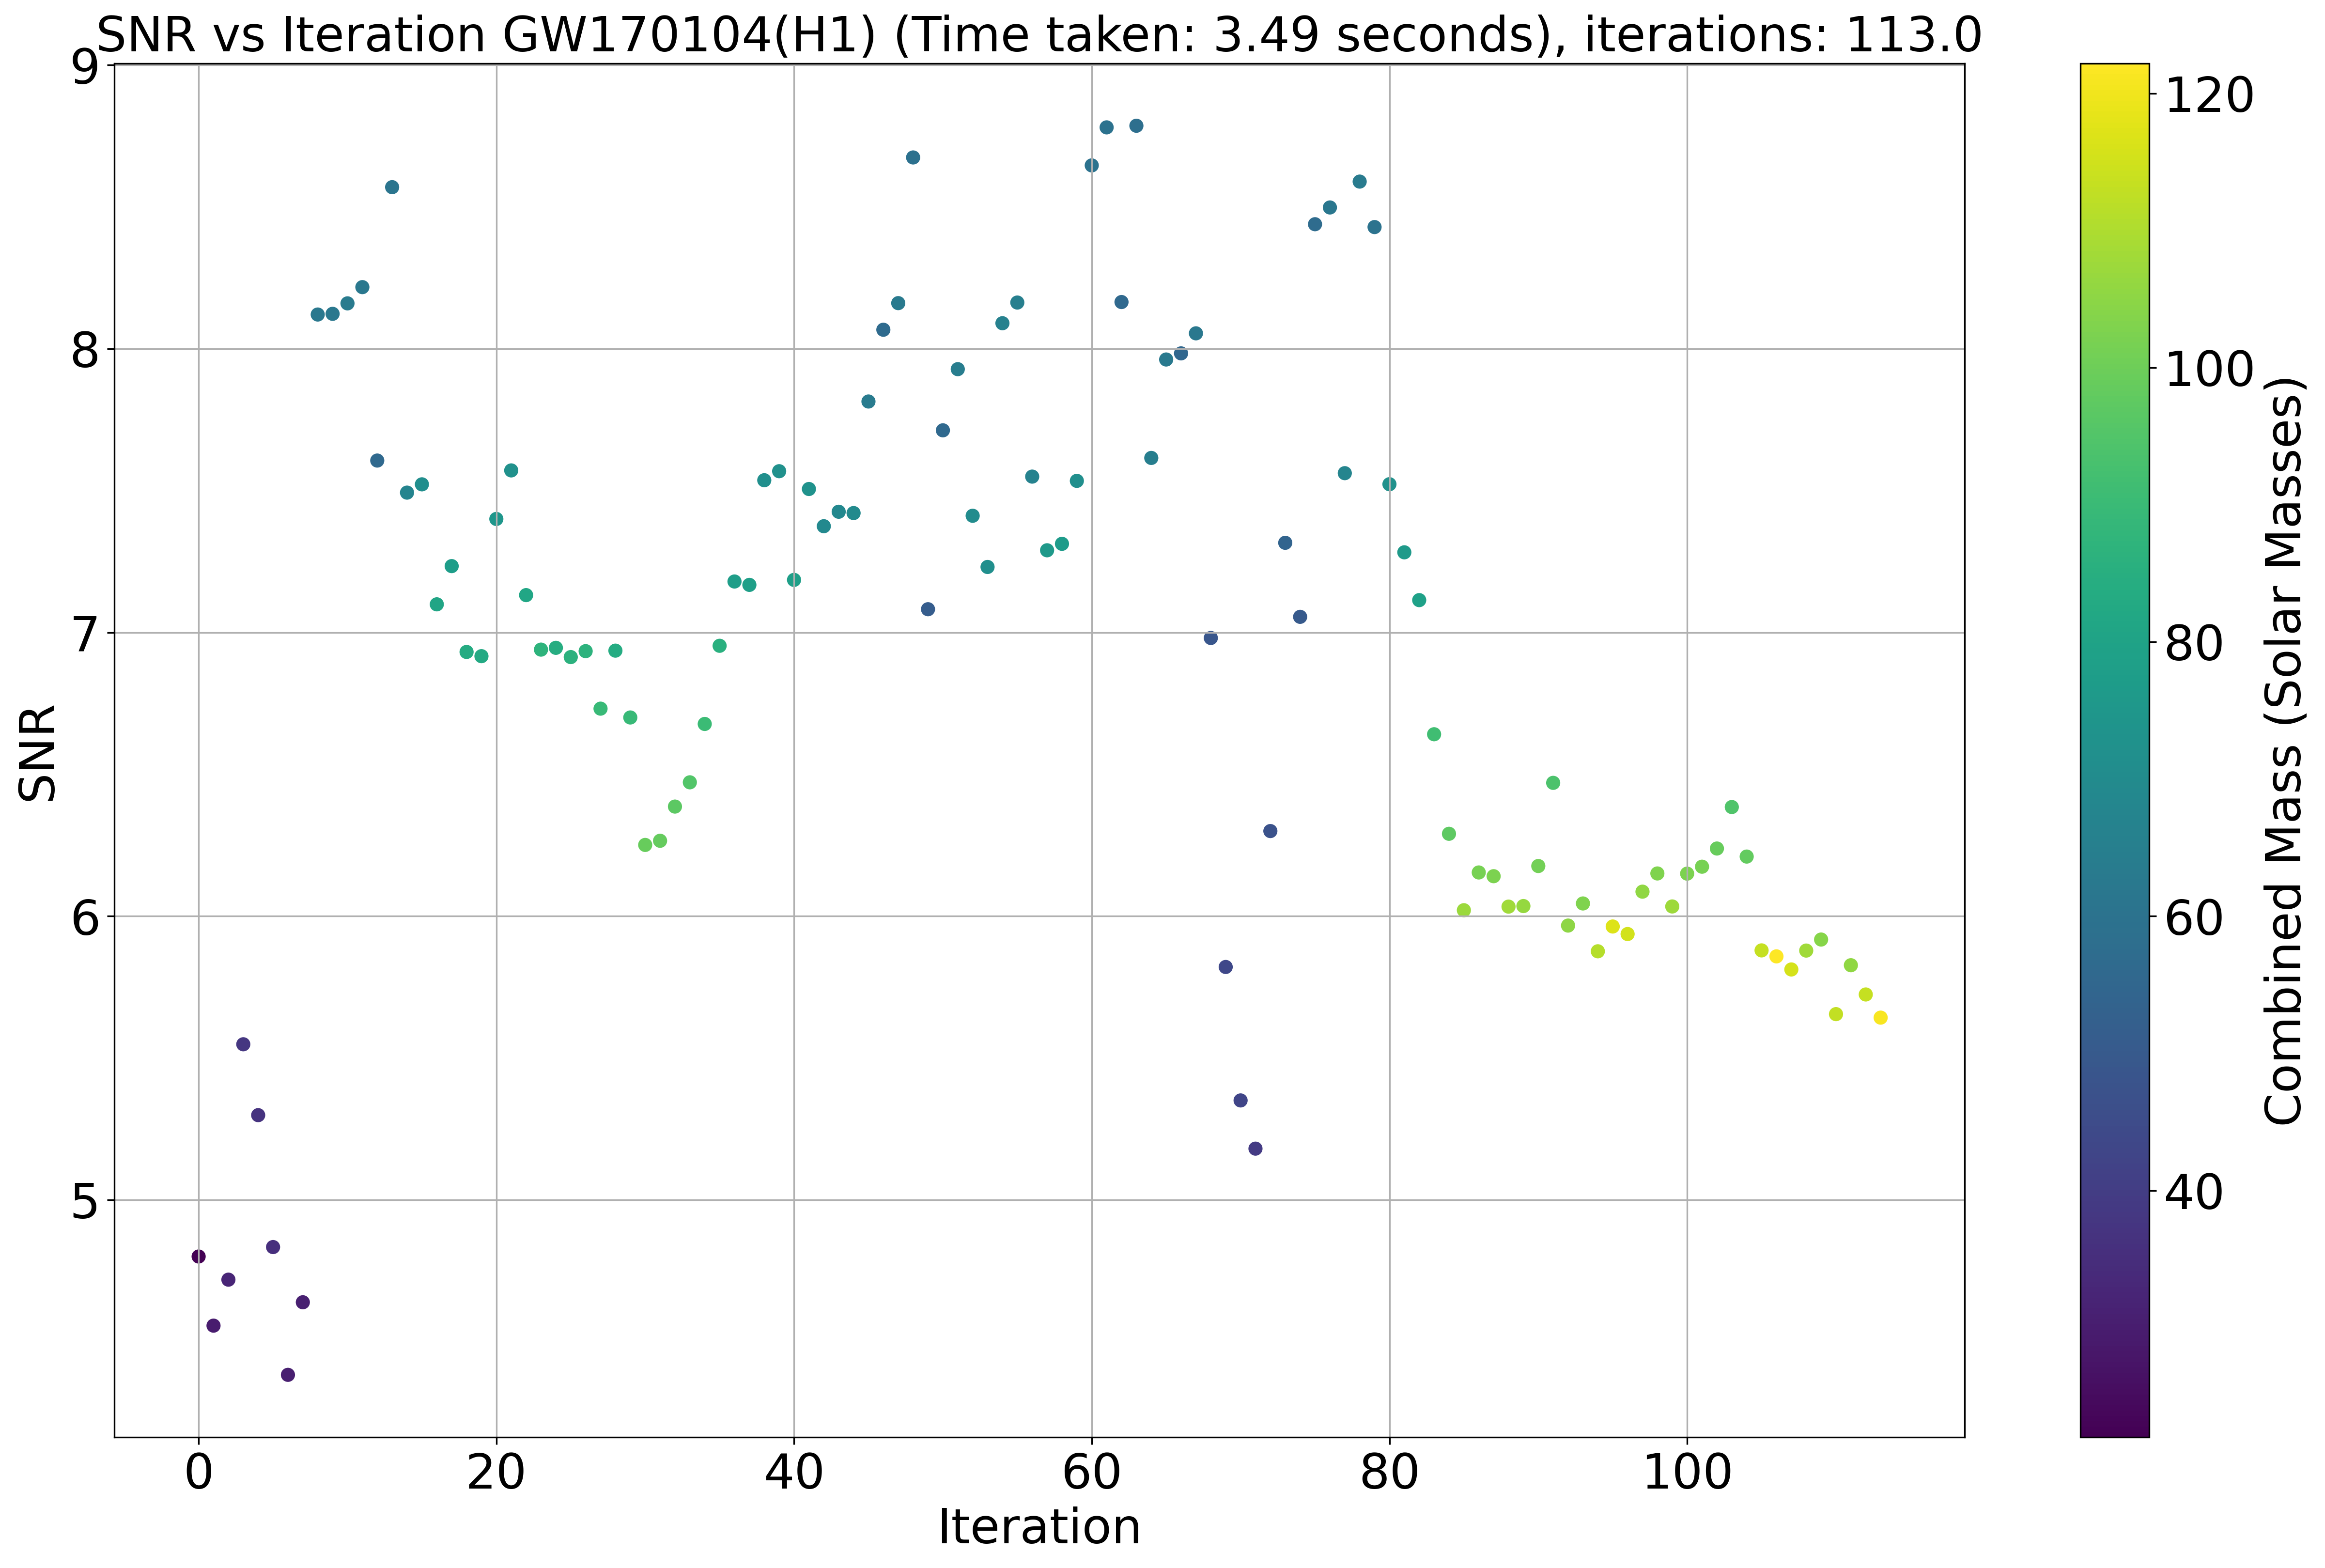 SNR vs Iteration GW170104(H1) (Time taken: 3.49 seconds), iterations: 113.0
9
8
7
6
5
SNR
0 20 40 60 80 100
Iteration
120
100
80
60
40
Combined Mass (Solar Masses)